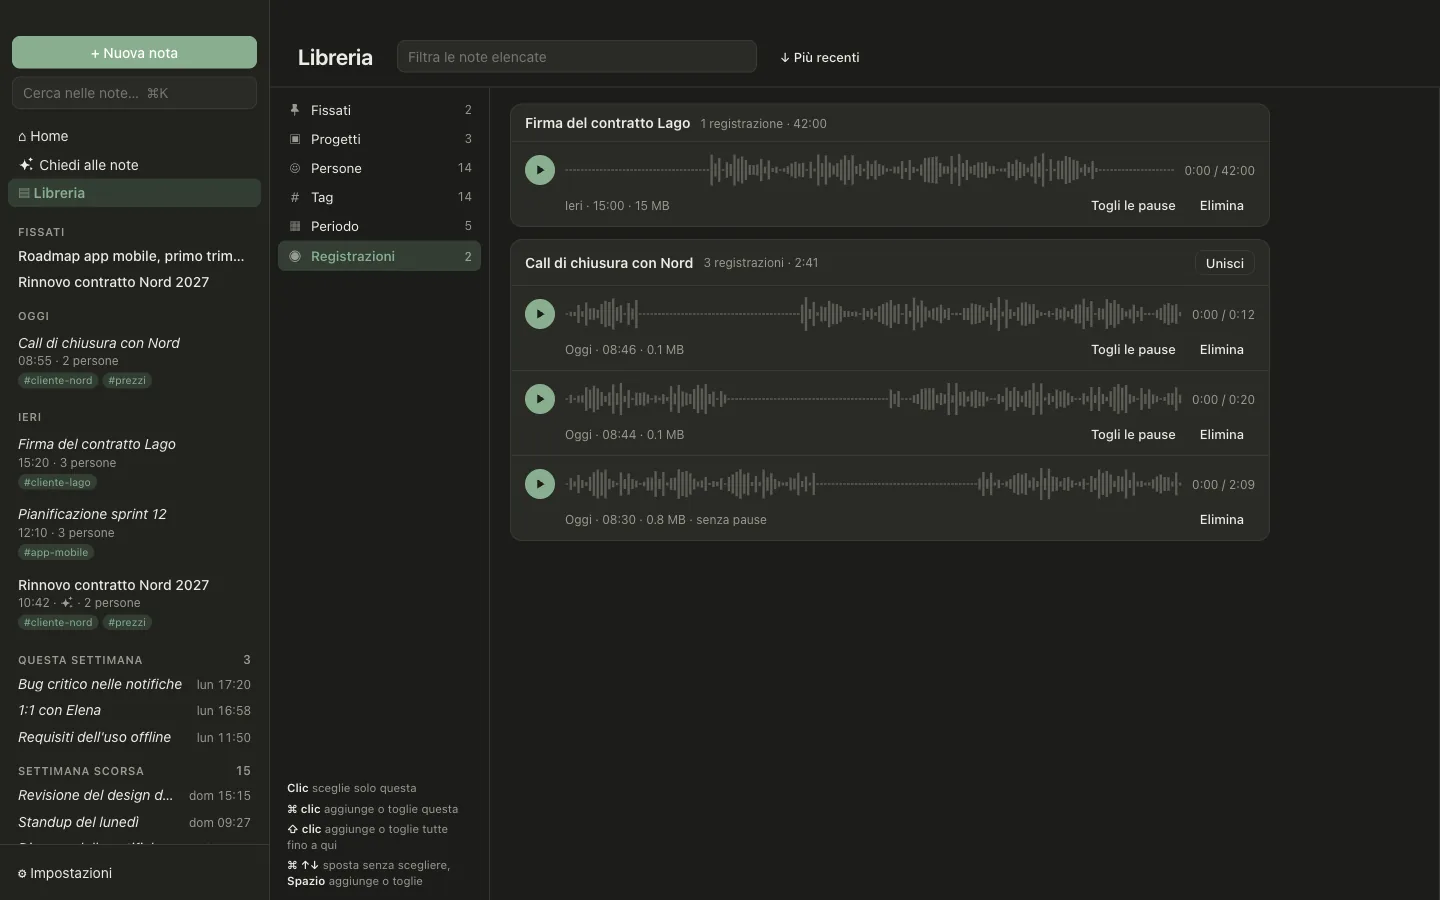 + Nuova nota
Cerca nelle note... ⌘K
Home
Chiedi alle note
Libreria
FISSATI
Roadmap app mobile, primo trim...
Rinnovo contratto Nord 2027
OGGI
Call di chiusura con Nord
08:55 · 2 persone
#cliente-nord #prezzi
IERI
Firma del contratto Lago
15:20 · 3 persone
#cliente-lago
Pianificazione sprint 12
12:10 · 3 persone
#app-mobile
Rinnovo contratto Nord 2027
10:42 · · 2 persone
#cliente-nord #prezzi
QUESTA SETTIMANA 3
Bug critico nelle notifiche lun 17:20
1:1 con Elena lun 16:58
Requisiti dell'uso offline lun 11:50
SETTIMANA SCORSA 15
Revisione del design d... dom 15:15
Standup del lunedì dom 09:27
Impostazioni
Libreria
Filtra le note elencate
↓ Più recenti
Fissati 2
Progetti 3
Persone 14
# Tag 14
Periodo 5
Registrazioni 2
Clic sceglie solo questa
⌘ clic aggiunge o toglie questa
⇧ clic aggiunge o toglie tutte
fino a qui
⌘ ↑↓ sposta senza scegliere,
Spazio aggiunge o toglie
Firma del contratto Lago 1 registrazione · 42:00
0:00 / 42:00
Ieri · 15:00 · 15 MB Togli le pause Elimina
Call di chiusura con Nord 3 registrazioni · 2:41 Unisci
0:00 / 0:12
Oggi · 08:46 · 0.1 MB Togli le pause Elimina
0:00 / 0:20
Oggi · 08:44 · 0.1 MB Togli le pause Elimina
0:00 / 2:09
Oggi · 08:30 · 0.8 MB · senza pause Elimina